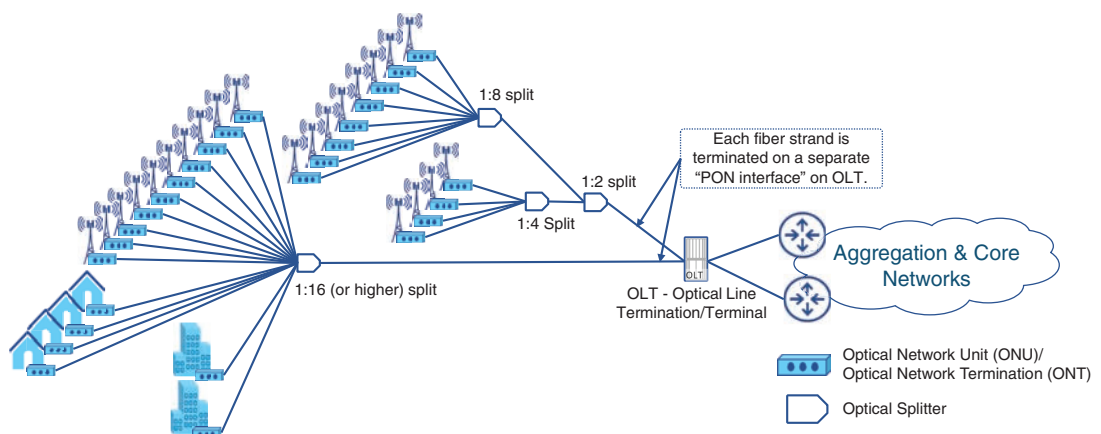 1:8 split
Each fiber strand is
terminated on a separate
“PON interface” on OLT.
1:2 split
1:4 Split
OLT
Aggregation & Core
Networks
1:16 (or higher) split
OLT - Optical Line
Termination/Terminal
Optical Network Unit (ONU)/
Optical Network Termination (ONT)
Optical Splitter